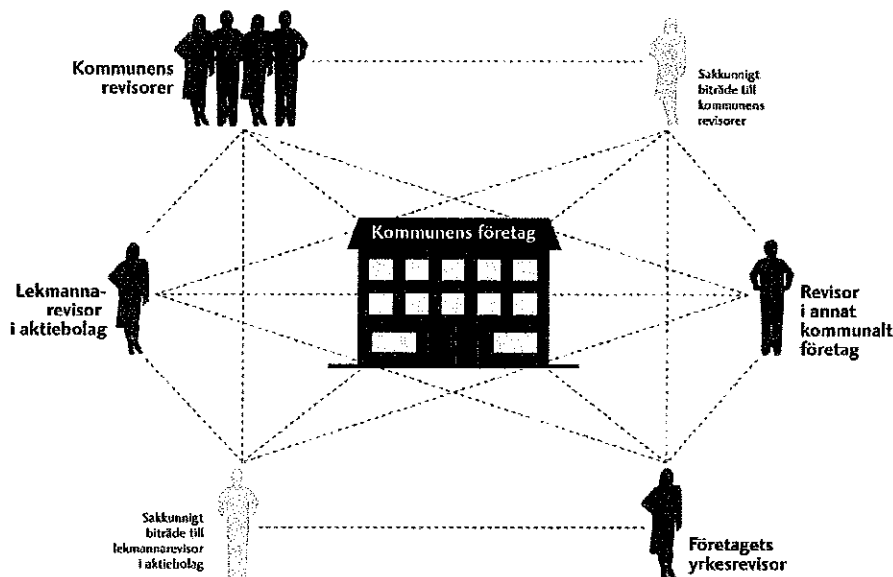 Kommunens
revisorer
Sakkunnigt
biträde till
kommunens
revisorer
Kommunens företag
Lekmanna-
revisor
i aktiebolag
Revisor
i annat
kommunalt
företag
Sakkunnigt
biträde till
lekmannarevisor
i aktiebolag
Företagets
yrkesrevisor